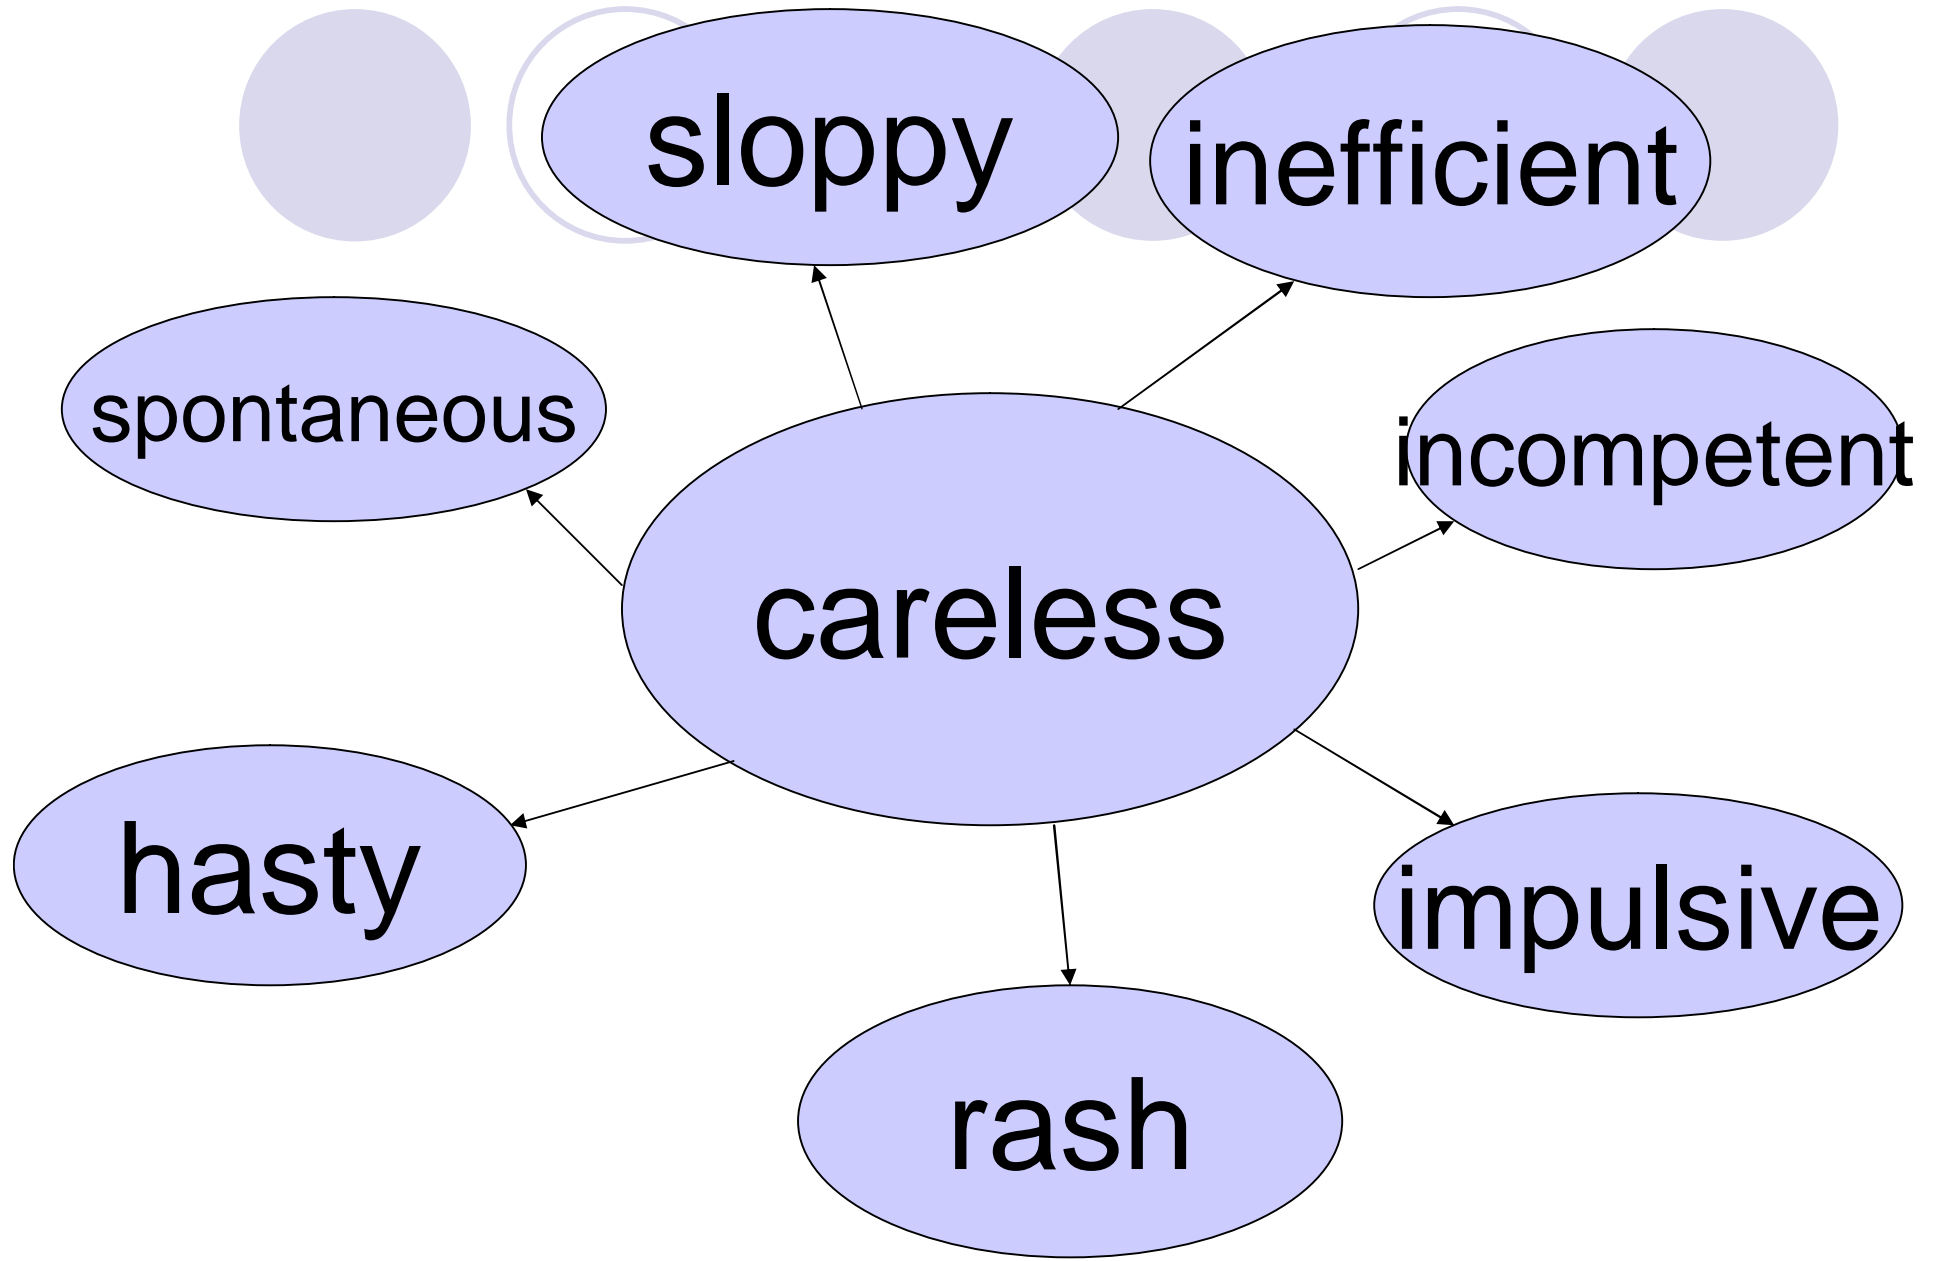 sloppy
inefficient
spontaneous
incompetent
careless
hasty
impulsive
rash